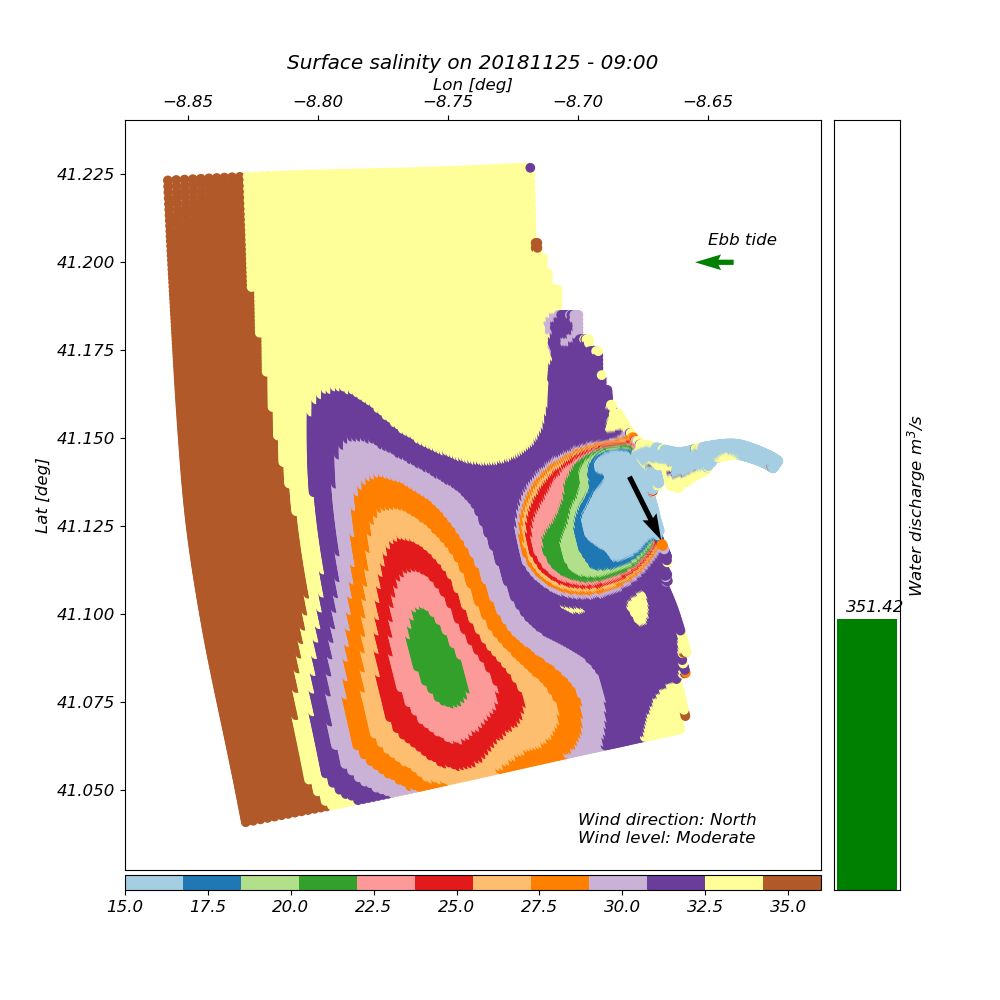 Surface salinity on 20181125 - 09:00
Lon [deg]
−8.85 −8.80 −8.75 −8.70 −8.65
41.225
41.200
41.175
41.150
41.125
41.100
41.075
41.050
Lat [deg]
Ebb tide
Wind direction: North
Wind level: Moderate
351.42
Water discharge m³/s
15.0 17.5 20.0 22.5 25.0 27.5 30.0 32.5 35.0